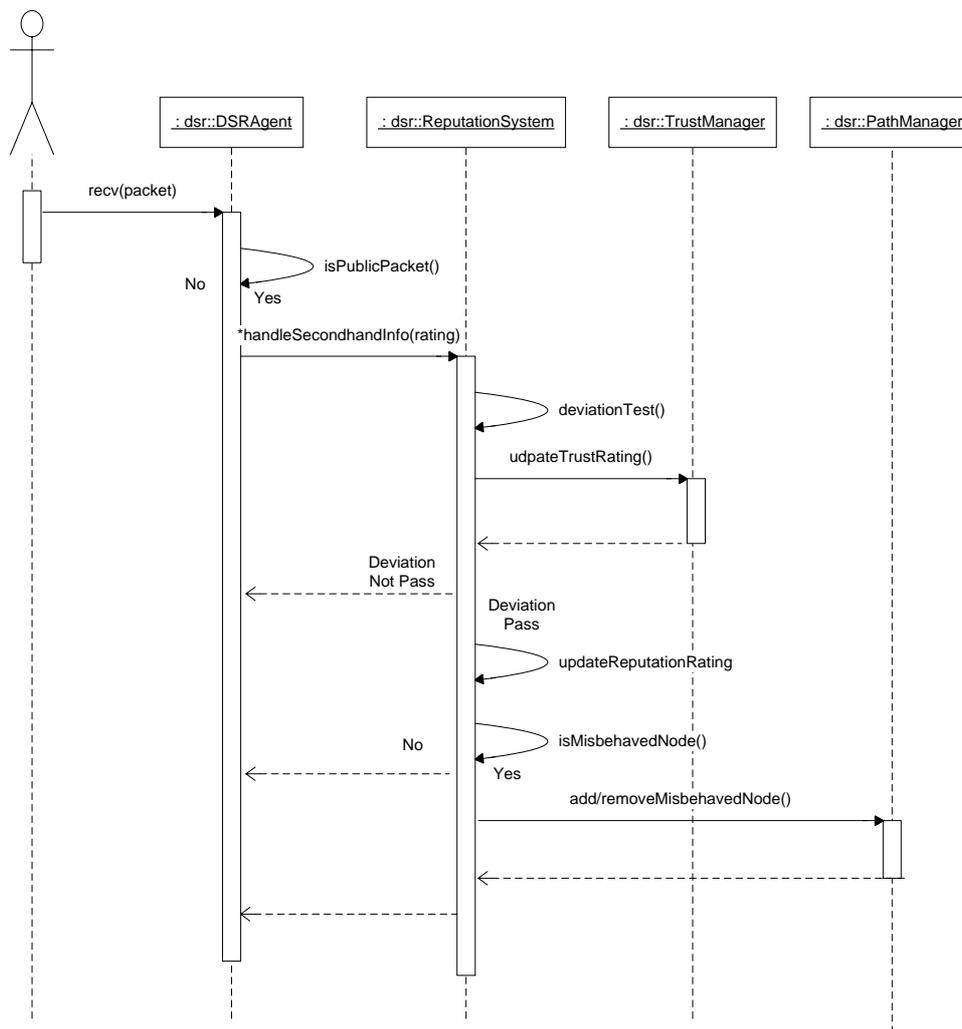 : dsr::DSRAgent
: dsr::ReputationSystem
: dsr::TrustManager
: dsr::PathManager
recv(packet)
isPublicPacket()
No
Yes
*handleSecondhandInfo(rating)
deviationTest()
udpateTrustRating()
Deviation
Not Pass
Deviation
Pass
updateReputationRating
isMisbehavedNode()
No
Yes
add/removeMisbehavedNode()